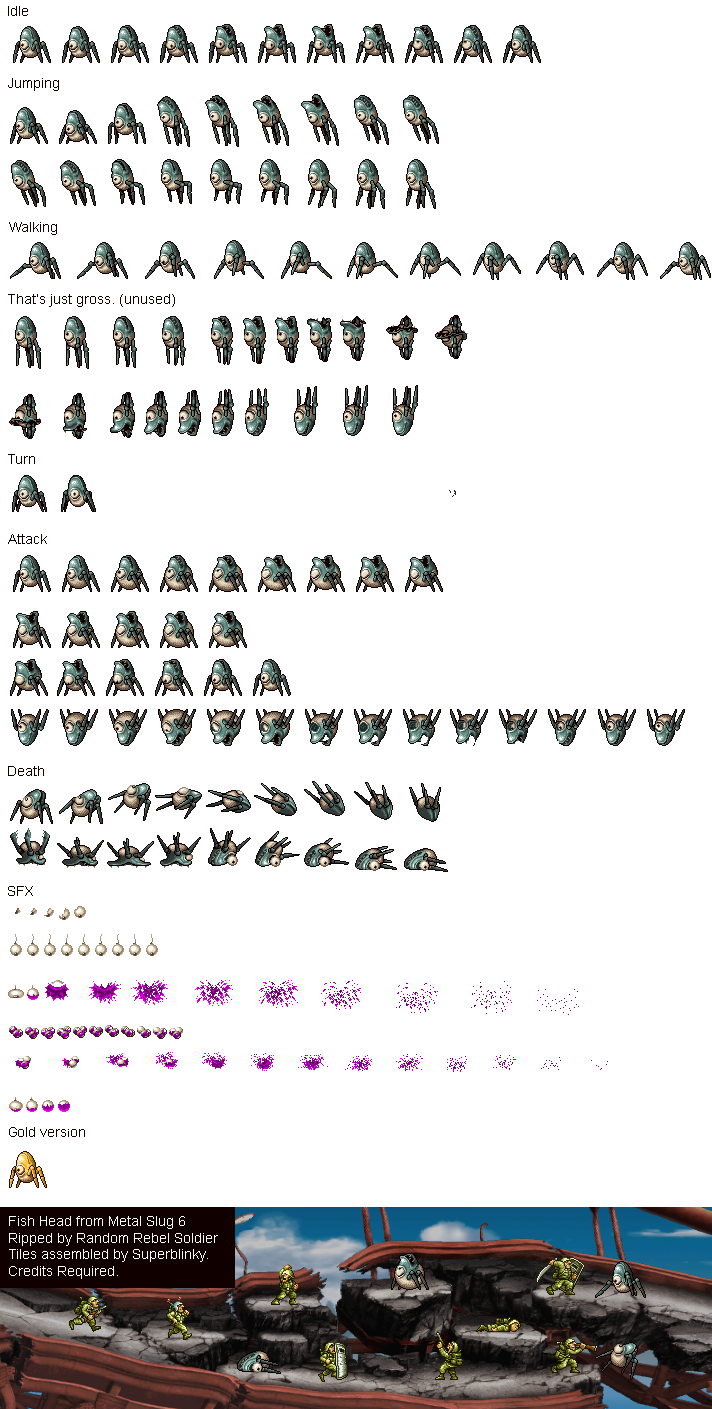 Idle
Jumping
Walking
That's just gross. (unused)
Turn
Attack
Death
SFX
Gold version
Fish Head from Metal Slug 6
Ripped by Random Rebel Soldier
Tiles assembled by Superblinky.
Credits Required.